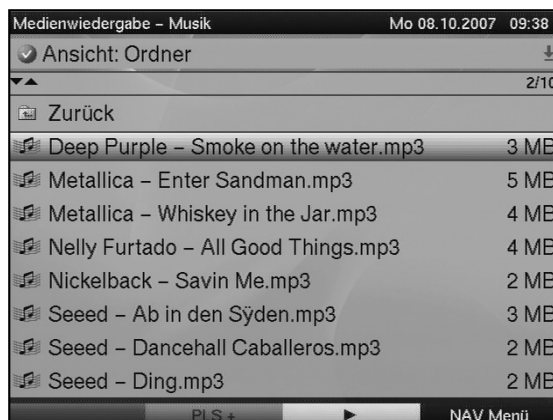 Medienwiedergabe – Musik Mo 08.10.2007 09:38
Ansicht: Ordner
2/10
Zurück
Deep Purple – Smoke on the water.mp3 3 MB
Metallica – Enter Sandman.mp3 5 MB
Metallica – Whiskey in the Jar.mp3 4 MB
Nelly Furtado – All Good Things.mp3 4 MB
Nickelback – Savin Me.mp3 2 MB
Seeed – Ab in den Sÿden.mp3 3 MB
Seeed – Dancehall Caballeros.mp3 2 MB
Seeed – Ding.mp3 2 MB
PLS + NAV Menü